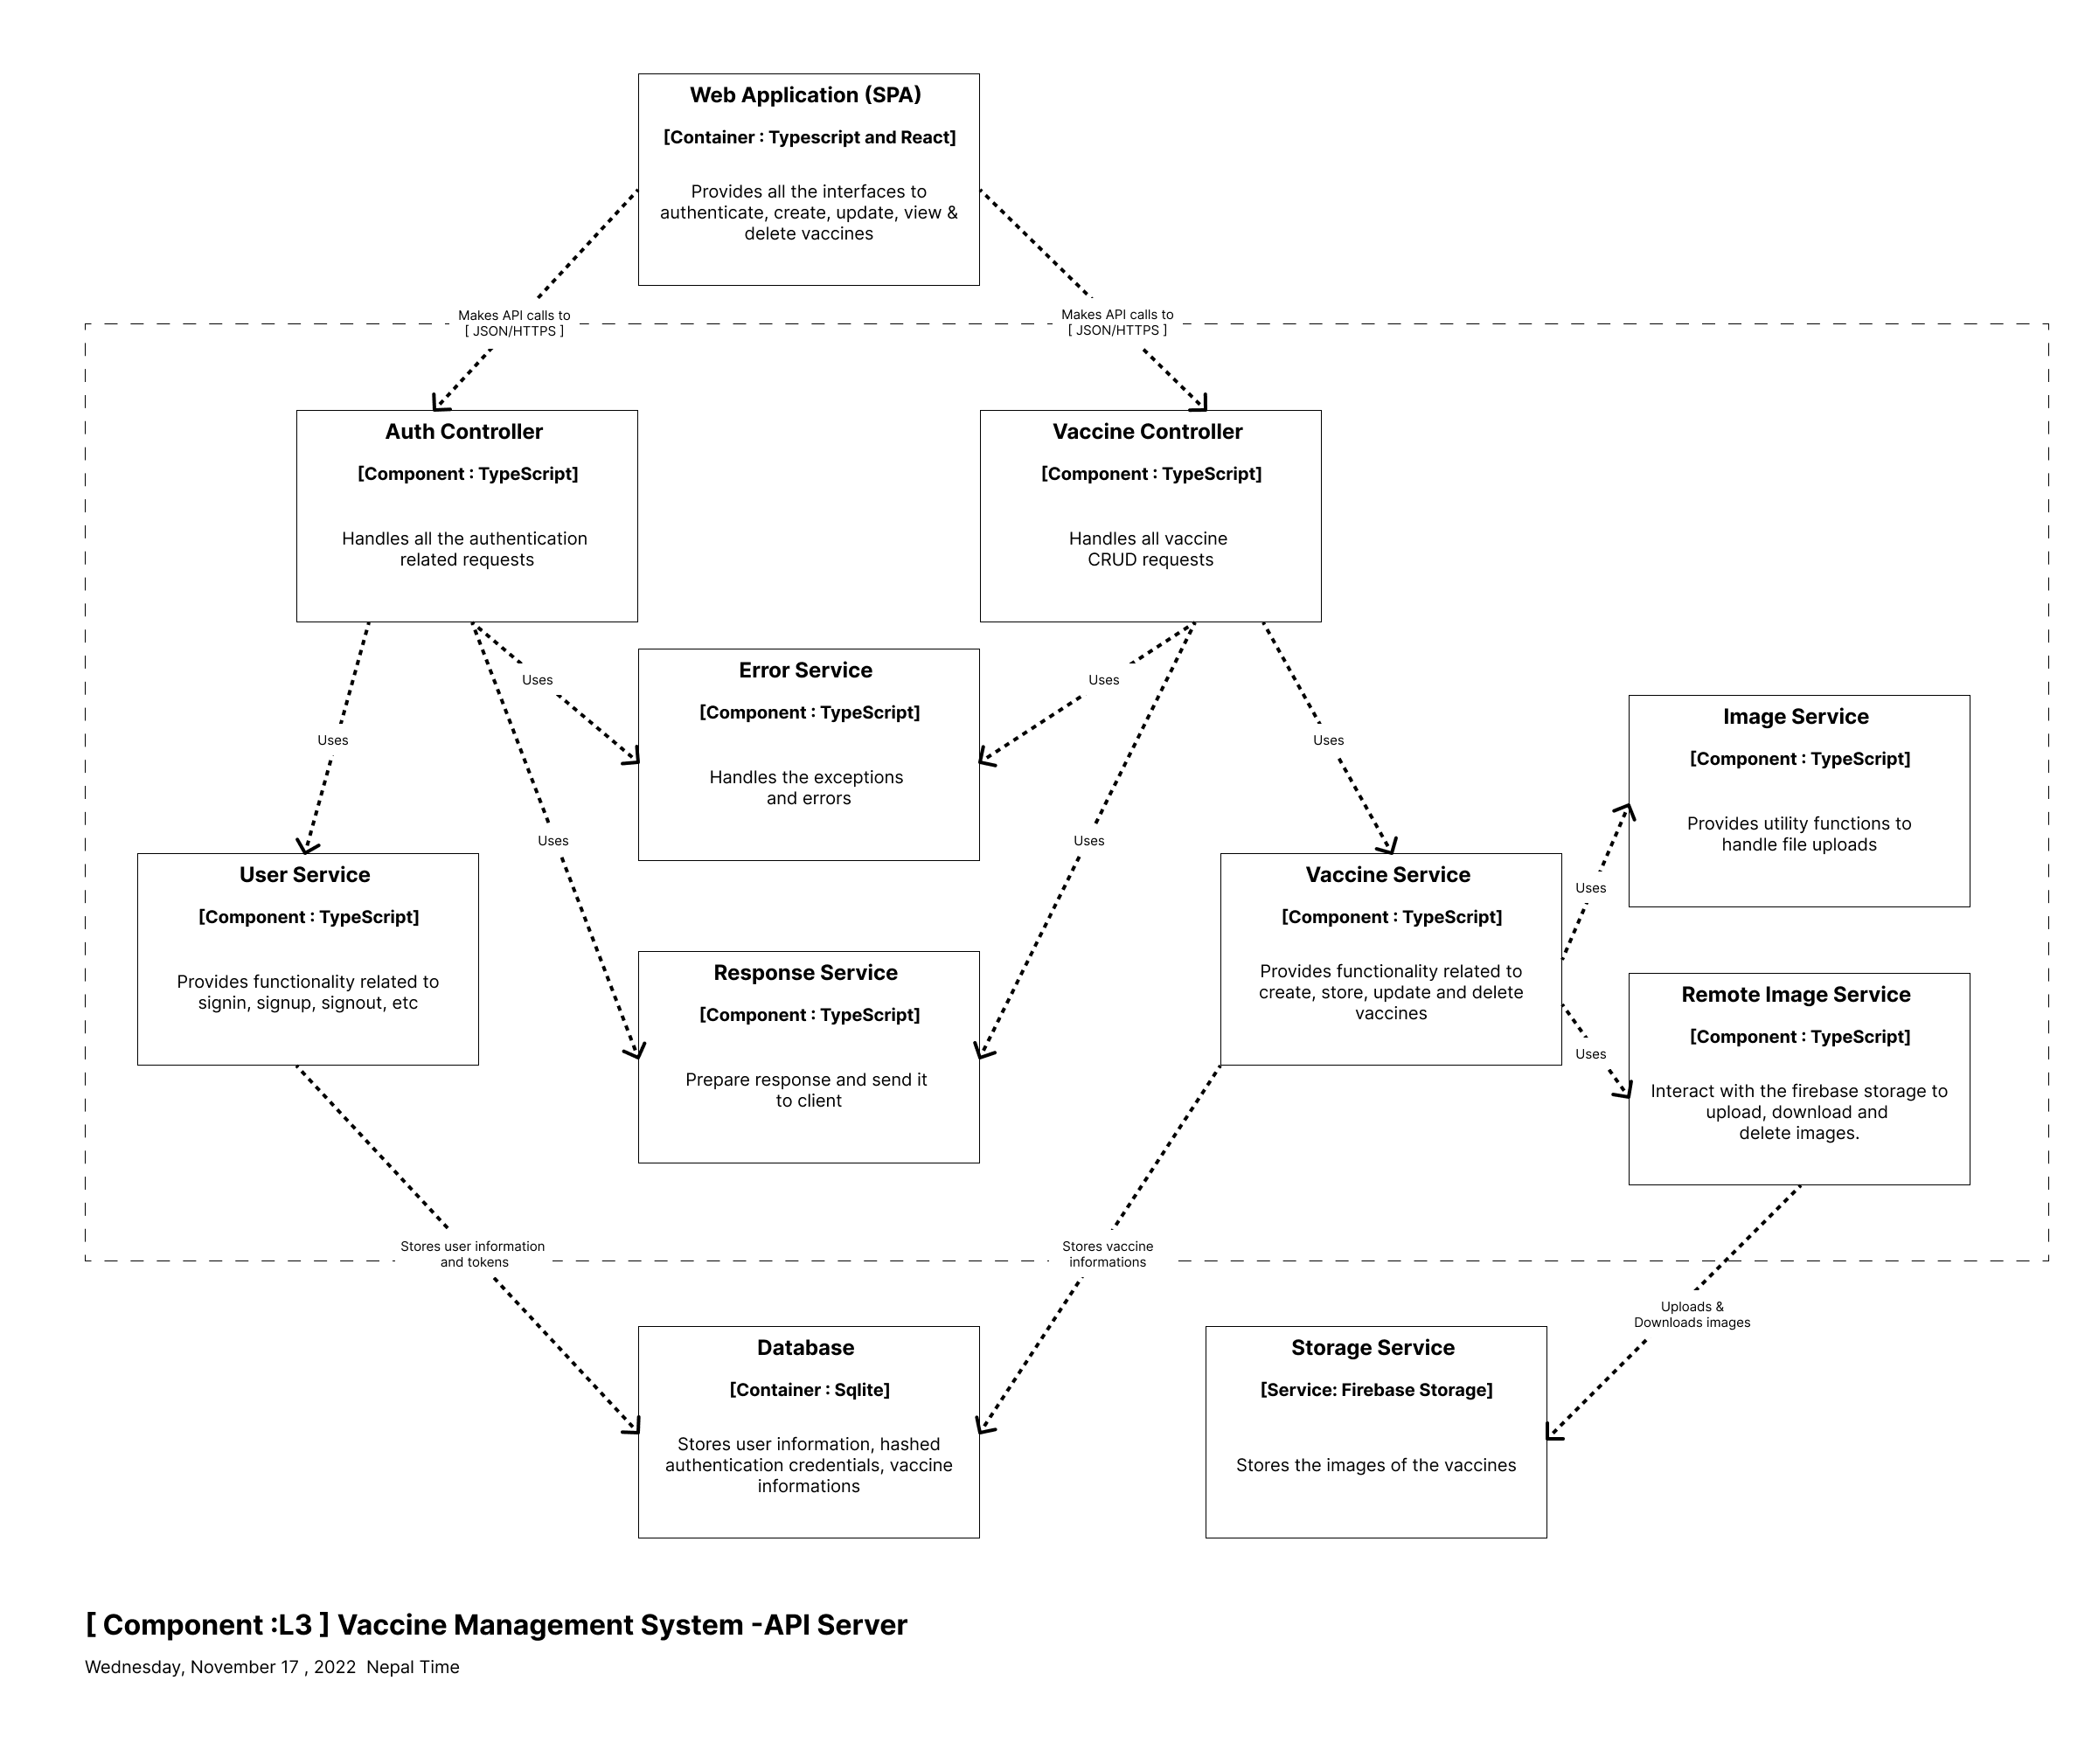 Web Application (SPA)
[Container : Typescript and React]
Provides all the interfaces to
authenticate, create, update, view &
delete vaccines
Makes API calls to
[ JSON/HTTPS ]
Makes API calls to
[ JSON/HTTPS ]
Auth Controller
[Component : TypeScript]
Handles all the authentication
related requests
Vaccine Controller
[Component : TypeScript]
Handles all vaccine
CRUD requests
Uses
Uses
Error Service
[Component : TypeScript]
Handles the exceptions
and errors
Uses
Uses
Image Service
[Component : TypeScript]
Provides utility functions to
handle file uploads
Uses
Uses
User Service
[Component : TypeScript]
Provides functionality related to
signin, signup, signout, etc
Vaccine Service
[Component : TypeScript]
Provides functionality related to
create, store, update and delete
vaccines
Uses
Response Service
[Component : TypeScript]
Prepare response and send it
to client
Uses
Remote Image Service
[Component : TypeScript]
Interact with the firebase storage to
upload, download and
delete images.
Stores user information
and tokens
Stores vaccine
informations
Uploads &
Downloads images
Database
[Container : Sqlite]
Stores user information, hashed
authentication credentials, vaccine
informations
Storage Service
[Service: Firebase Storage]
Stores the images of the vaccines
[ Component :L3 ] Vaccine Management System -API Server
Wednesday, November 17 , 2022  Nepal Time